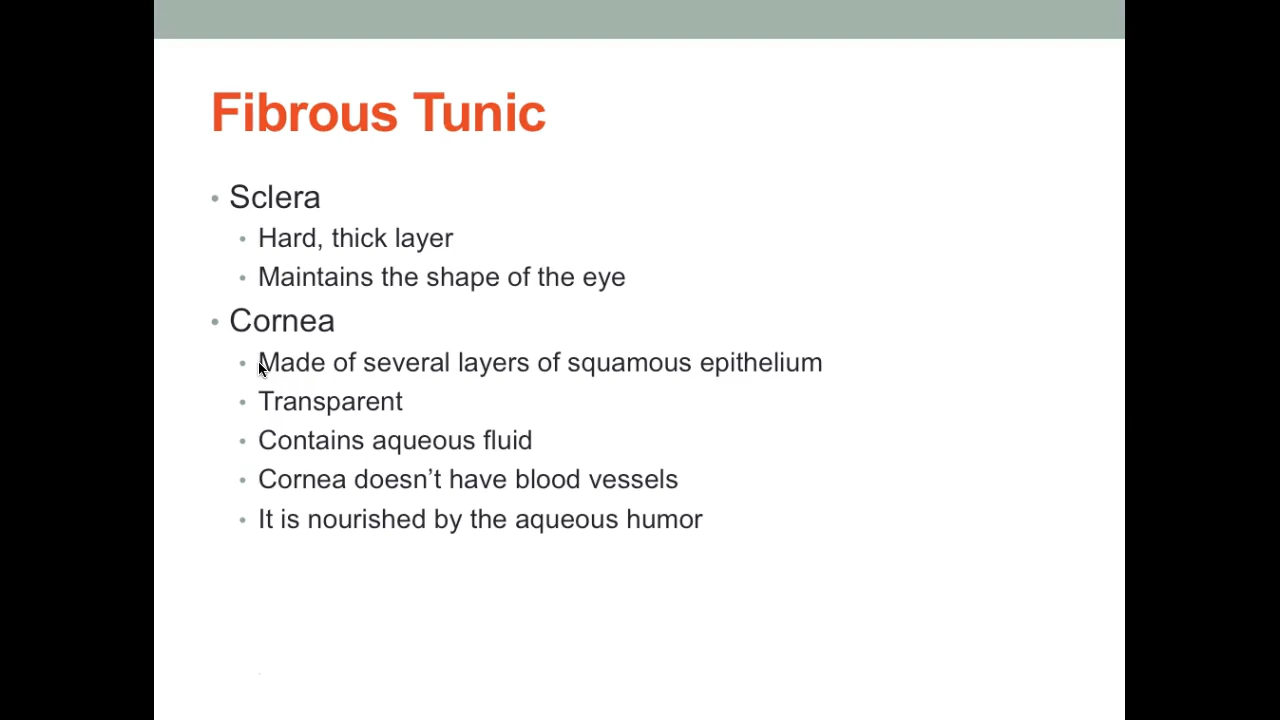 Fibrous Tunic
• Sclera
• Hard, thick layer
• Maintains the shape of the eye
• Cornea
• Made of several layers of squamous epithelium
• Transparent
• Contains aqueous fluid
• Cornea doesn’t have blood vessels
• It is nourished by the aqueous humor